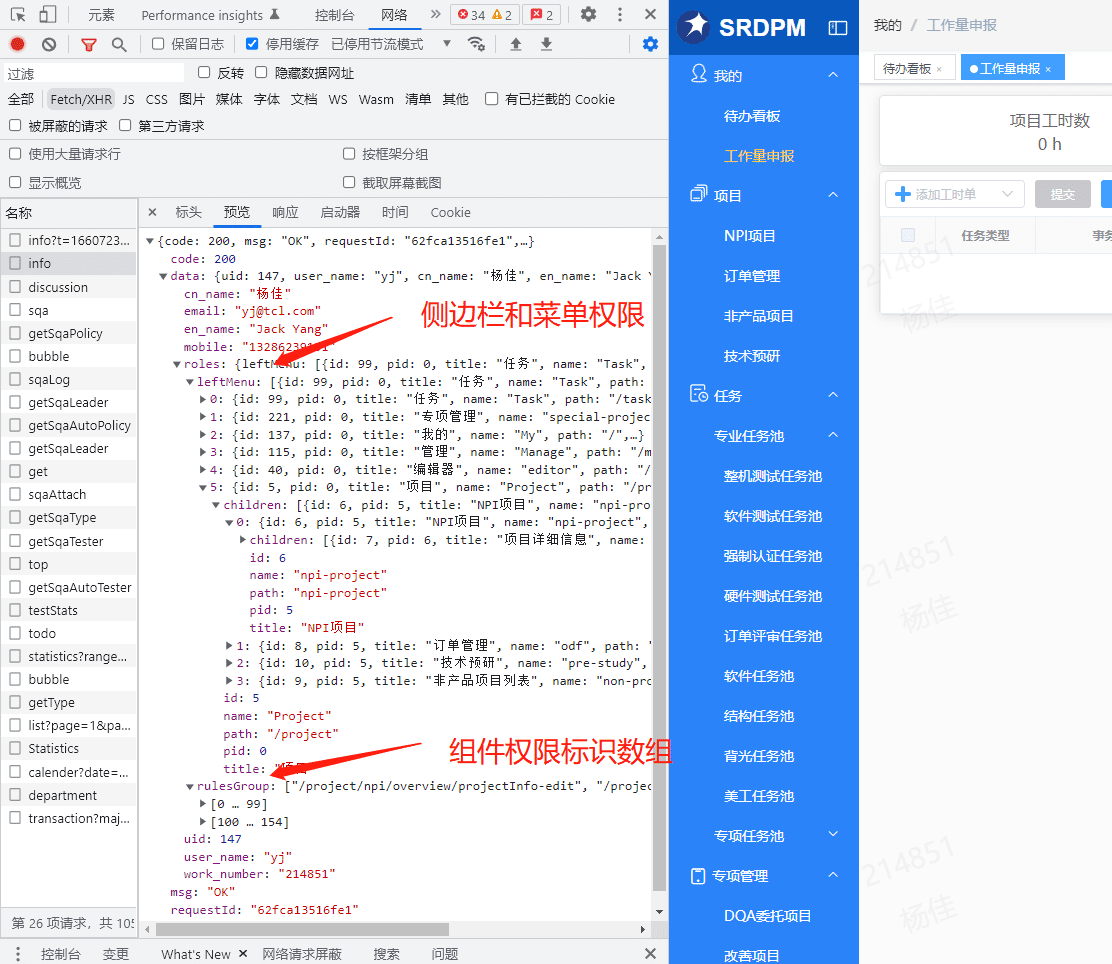 元素 Performance insights 控制台 网络 34 2 2
保留日志 停用缓存 已停用节流模式
过滤 反转 隐藏数据网址
全部 Fetch/XHR JS CSS 图片 媒体 字体 文档 WS Wasm 清单 其他 有已拦截的 Cookie
被屏蔽的请求 第三方请求
使用大量请求行 按框架分组
显示概览 截取屏幕截图
名称
info?t=1660723...
info
discussion
sqa
getSqaPolicy
bubble
sqaLog
getSqaLeader
getSqaAutoPolicy
getSqaLeader
get
sqaAttach
getSqaType
getSqaTester
top
getSqaAutoTester
testStats
todo
statistics?range...
bubble
getType
list?page=1&pa...
Statistics
calender?date=...
department
transaction?maj...
第 26 项请求，共 105
× 标头 预览 响应 启动器 时间 Cookie
{code: 200, msg: "OK", requestId: "62fca13516fe1",…}
code: 200
data: {uid: 147, user_name: "yj", cn_name: "杨佳", en_name: "Jack Y
cn_name: "杨佳"
email: "yj@tcl.com"
en_name: "Jack Yang"
mobile:
侧边栏和菜单权限
roles: {leftMenu: [{id: 99, pid: 0, title: "任务", name: "Task",
leftMenu: [{id: 99, pid: 0, title: "任务", name: "Task", path:
0: {id: 99, pid: 0, title: "任务", name: "Task", path: "/task
1: {id: 221, pid: 0, title: "专项管理", name: "special-projec
2: {id: 137, pid: 0, title: "我的", name: "My", path: "/",…}
3: {id: 115, pid: 0, title: "管理", name: "Manage", path: "/m
4: {id: 40, pid: 0, title: "编辑器", name: "editor", path: "/
5: {id: 5, pid: 0, title: "项目", name: "Project", path: "/pr
children: [{id: 6, pid: 5, title: "NPI项目", name: "npi-pro
0: {id: 6, pid: 5, title: "NPI项目", name: "npi-project",
children: [{id: 7, pid: 6, title: "项目详细信息", name:
id: 6
name: "npi-project"
path: "npi-project"
pid: 5
title: "NPI项目"
1: {id: 8, pid: 5, title: "订单管理", name: "odf", path: "
2: {id: 10, pid: 5, title: "技术预研", name: "pre-study",
3: {id: 9, pid: 5, title: "非产品项目列表", name: "non-pro
id: 5
name: "Project"
path: "/project"
pid: 0
title: "项目
组件权限标识数组
rulesGroup: ["/project/npi/overview/projectInfo-edit", "/projec
[0 … 99]
[100 … 154]
uid: 147
user_name: "yj"
work_number: "214851"
msg: "OK"
requestId: "62fca13516fe1"
控制台 变更 What's New × 网络请求屏蔽 搜索 问题
SRDPM
我的
待办看板
工作量申报
项目
NPI项目
订单管理
非产品项目
技术预研
任务
专业任务池
整机测试任务池
软件测试任务池
强制认证任务池
硬件测试任务池
订单评审任务池
软件任务池
结构任务池
背光任务池
美工任务池
专项任务池
专项管理
DQA委托项目
改善项目
我的 / 工作量申报
待办看板 × 工作量申报 ×
项目工时数
0 h
添加工时单 提交
任务类型 事务
214851
杨佳
214851
杨佳
214851
杨佳